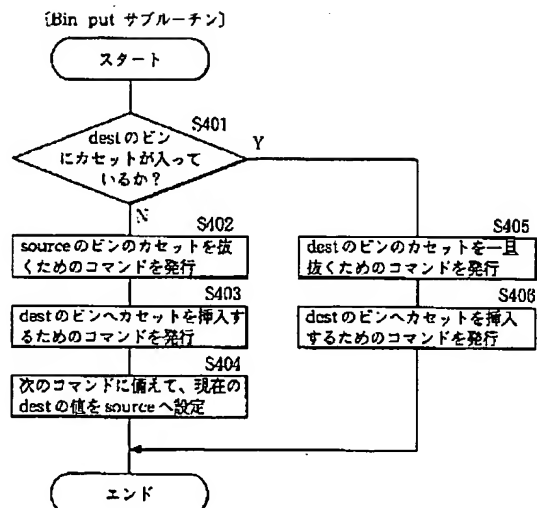 〔Bin put サブルーチン〕
スタート
S401
destのビン
にカセットが入って
いるか？
Y
N
S402
sourceのビンのカセットを抜
くためのコマンドを発行
S403
destのビンへカセットを挿入す
るためのコマンドを発行
S404
次のコマンドに備えて、現在の
destの値をsourceへ設定
S405
destのビンのカセットを一旦
抜くためのコマンドを発行
S406
destのビンへカセットを挿入
するためのコマンドを発行
エンド